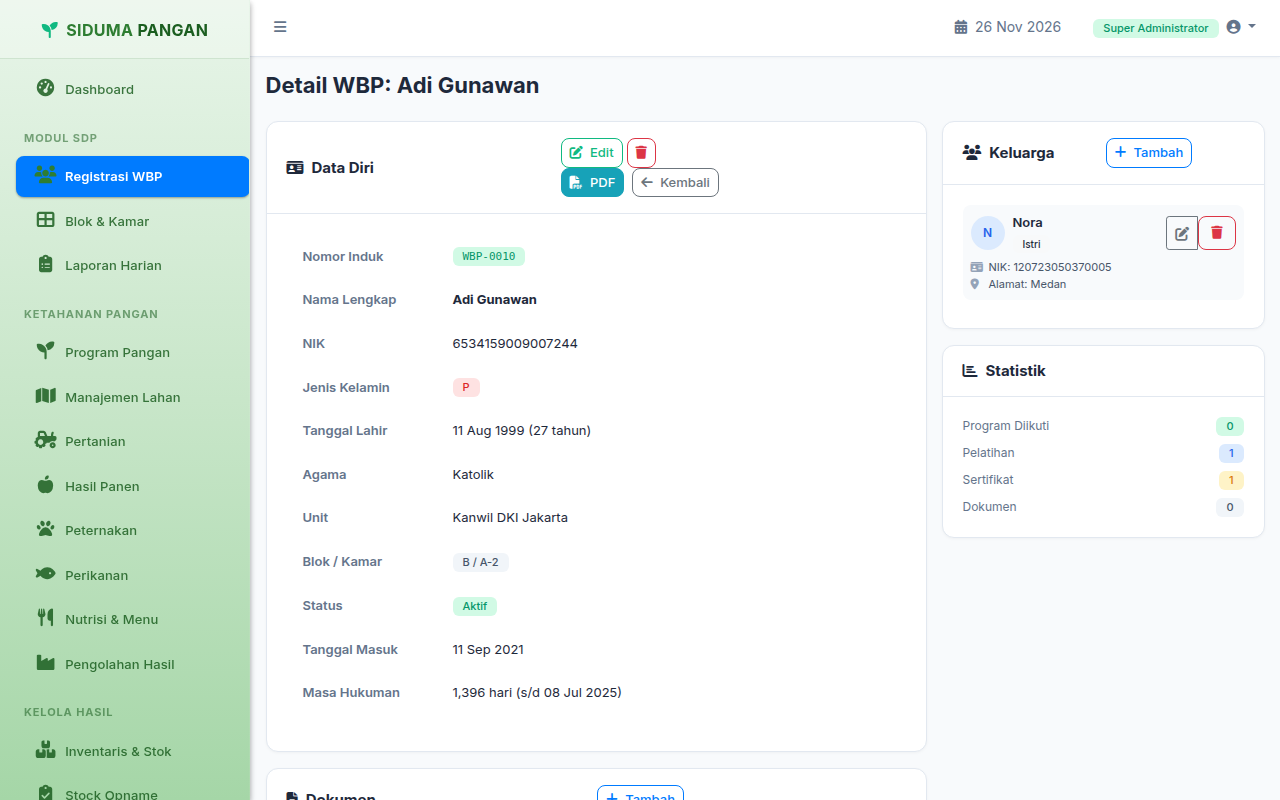 SIDUMA PANGAN
26 Nov 2026
Super Administrator
Dashboard
MODUL SDP
Registrasi WBP
Blok & Kamar
Laporan Harian
KETAHANAN PANGAN
Program Pangan
Manajemen Lahan
Pertanian
Hasil Panen
Peternakan
Perikanan
Nutrisi & Menu
Pengolahan Hasil
KELOLA HASIL
Inventaris & Stok
Stock Opname
Detail WBP: Adi Gunawan
Data Diri
Edit
PDF
Kembali
Nomor Induk WBP-0010
Nama Lengkap Adi Gunawan
NIK 6534159009007244
Jenis Kelamin P
Tanggal Lahir 11 Aug 1999 (27 tahun)
Agama Katolik
Unit Kanwil DKI Jakarta
Blok / Kamar B / A-2
Status Aktif
Tanggal Masuk 11 Sep 2021
Masa Hukuman 1,396 hari (s/d 08 Jul 2025)
Dokumen Tambah
Keluarga Tambah
N
Nora
Istri
NIK: 120723050370005
Alamat: Medan
Statistik
Program Diikuti 0
Pelatihan 1
Sertifikat 1
Dokumen 0